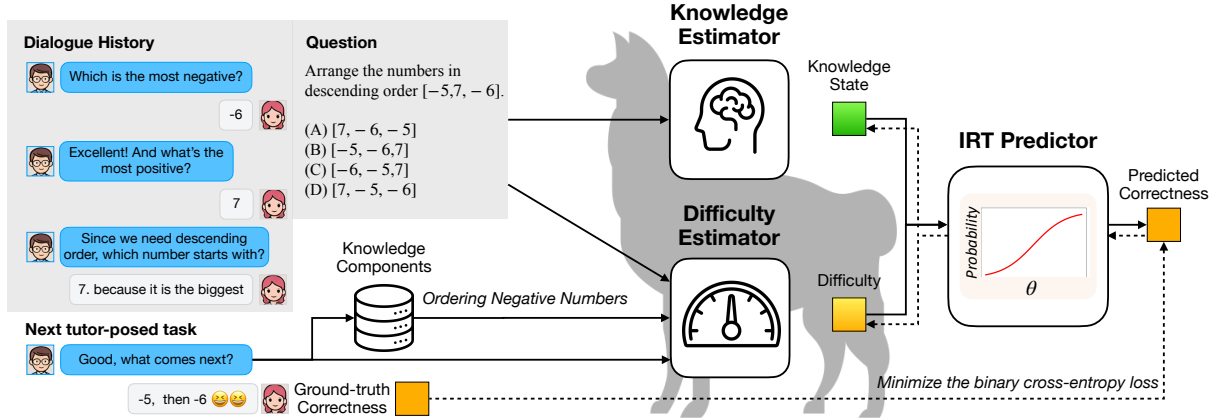 Dialogue History
Which is the most negative?
-6
Excellent! And what's the
most positive?
7
Since we need descending
order, which number starts with?
7. because it is the biggest
Next tutor-posed task
Good, what comes next?
-5, then -6 😆😆
Question
Arrange the numbers in
descending order [−5,7, − 6].
(A) [7, − 6, − 5]
(B) [−5, − 6,7]
(C) [−6, − 5,7]
(D) [7, − 5, − 6]
Knowledge
Components
Ordering Negative Numbers
Ground-truth
Correctness
Knowledge
Estimator
Difficulty
Estimator
Knowledge
State
Difficulty
IRT Predictor
Probability
θ
Predicted
Correctness
Minimize the binary cross-entropy loss